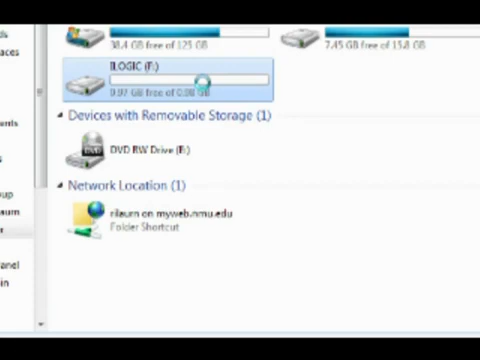 38.4 GB free of 125 GB
7.45 GB free of 15.8 GB
ILOGIC (F:)
0.97 GB free of 0.98 GB
Devices with Removable Storage (1)
DVD RW Drive (E:)
Network Location (1)
rilaurn on myweb.nmu.edu
Folder Shortcut